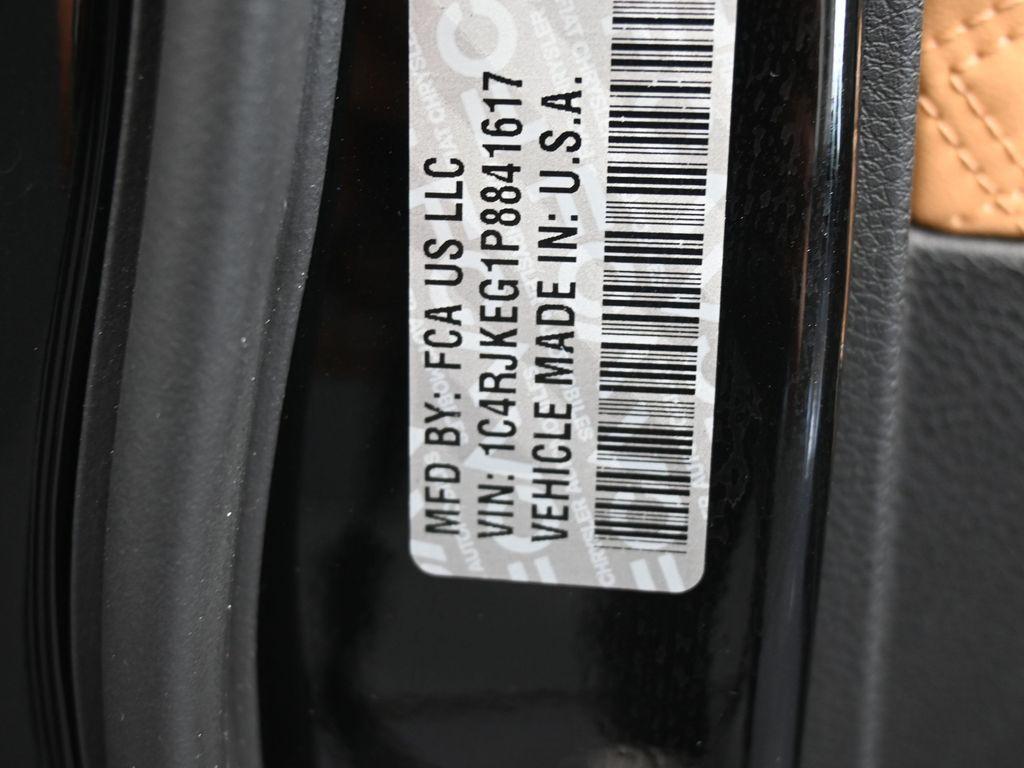 MFD BY: FCA US LLC
VIN: 1C4RJKEG1P8841617
VEHICLE MADE IN: U.S.A.